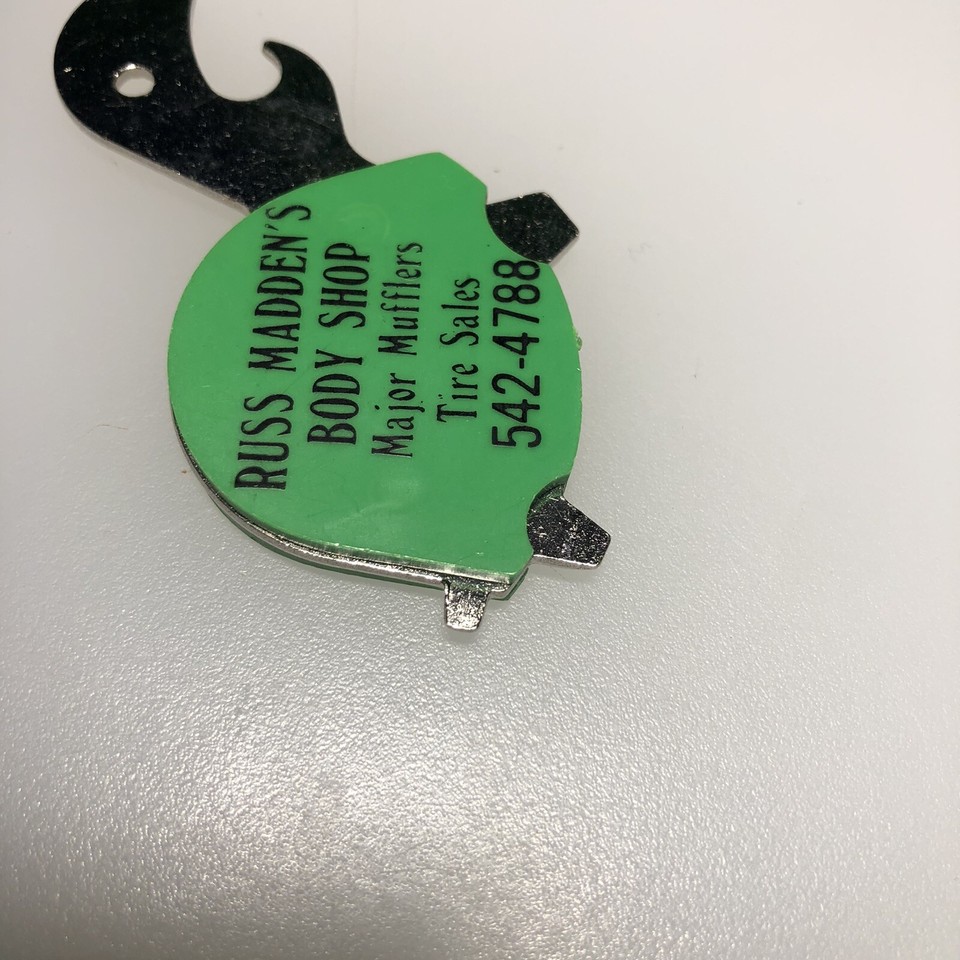 RUSS MADDEN'S
BODY SHOP
Major Mufflers
Tire Sales
542-4788